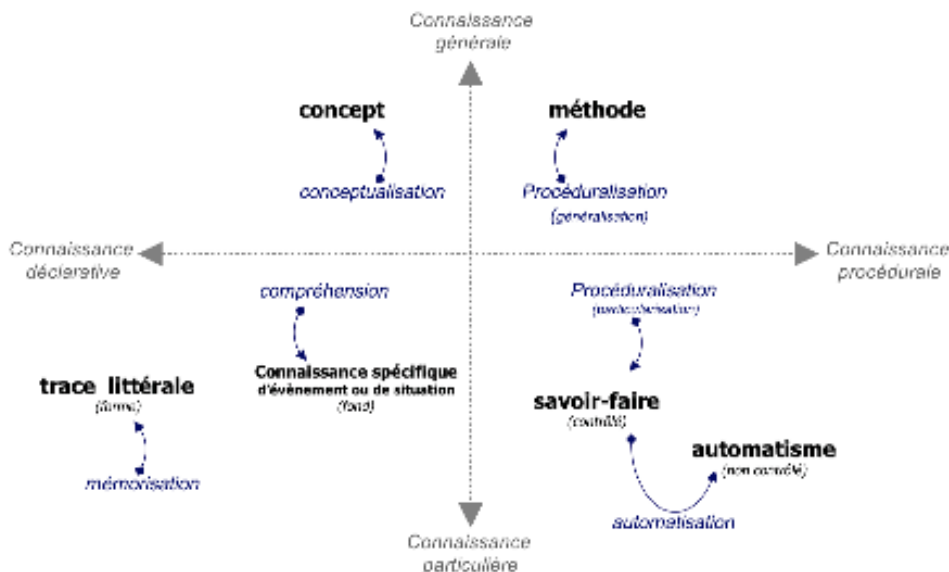 Connaissance
générale
concept
méthode
conceptualisation
Procéduralisation
(généralisation)
Connaissance
déclarative
Connaissance
procédurale
compréhension
Procéduralisation
(particularisation)
Connaissance spécifique
d'évènement ou de situation
(fond)
trace littérale
(forme)
savoir-faire
(contrôlé)
automatisme
(non contrôlé)
mémorisation
automatisation
Connaissance
particulière